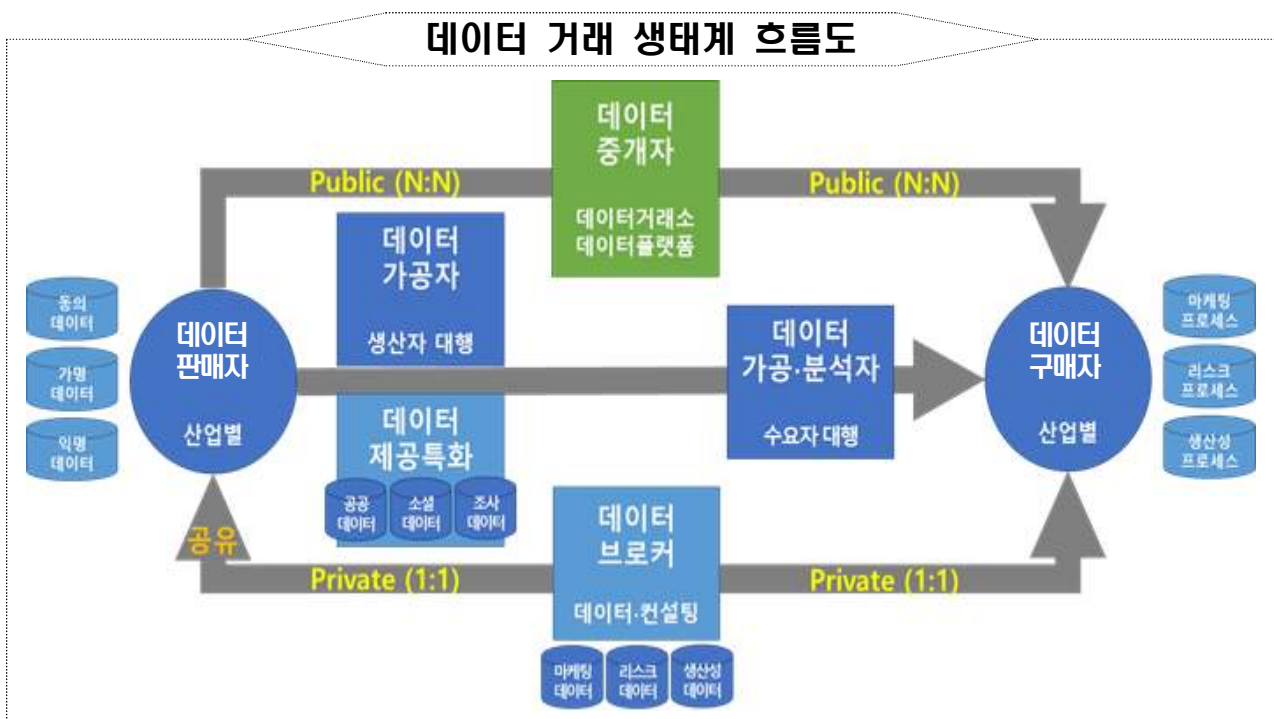 데이터 거래 생태계 흐름도
데이터
중개자
데이터거래소
데이터플랫폼
Public (N:N)
Public (N:N)
데이터
가공자
생산자 대행
동의
데이터
가명
데이터
익명
데이터
데이터
판매자
산업별
데이터
가공·분석자
수요자 대행
데이터
구매자
산업별
마케팅
프로세스
리스크
프로세스
생산성
프로세스
데이터
제공특화
공공
데이터
소셜
데이터
조사
데이터
공유
데이터
브로커
데이터·컨설팅
Private (1:1)
Private (1:1)
마케팅
데이터
리스크
데이터
생산성
데이터